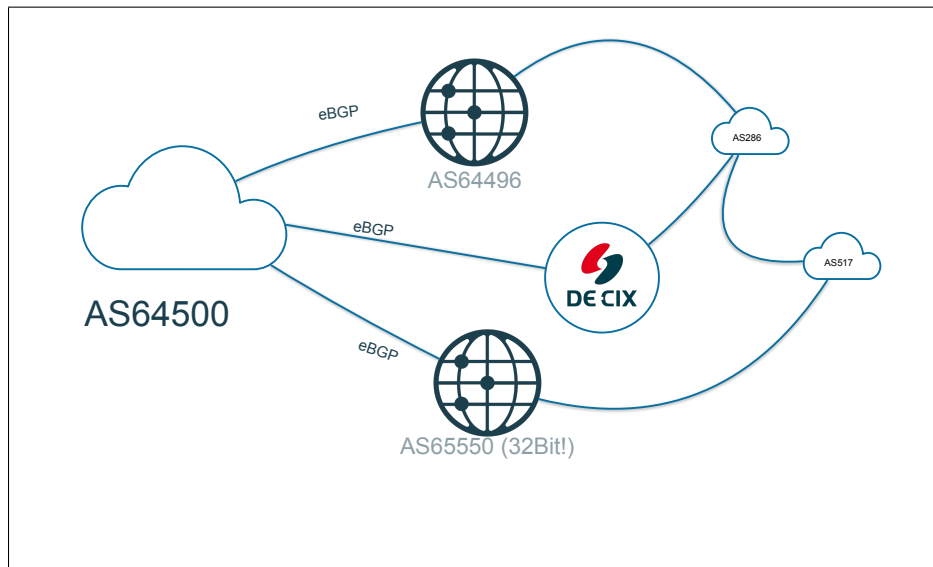 eBGP
AS64496
AS286
eBGP
AS517
DE CIX
AS64500
eBGP
AS65550 (32Bit!)